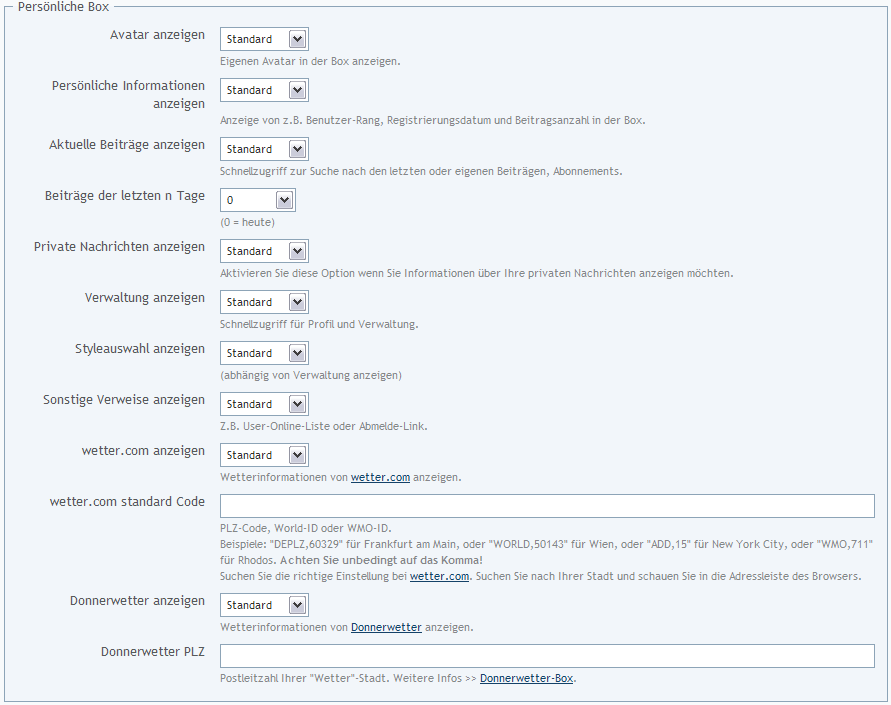 Persönliche Box
Avatar anzeigen
Standard
Eigenen Avatar in der Box anzeigen.
Persönliche Informationen
anzeigen
Standard
Anzeige von z.B. Benutzer-Rang, Registrierungsdatum und Beitragsanzahl in der Box.
Aktuelle Beiträge anzeigen
Standard
Schnellzugriff zur Suche nach den letzten oder eigenen Beiträgen, Abonnements.
Beiträge der letzten n Tage
0
(0 = heute)
Private Nachrichten anzeigen
Standard
Aktivieren Sie diese Option wenn Sie Informationen über Ihre privaten Nachrichten anzeigen möchten.
Verwaltung anzeigen
Standard
Schnellzugriff für Profil und Verwaltung.
Styleauswahl anzeigen
Standard
(abhängig von Verwaltung anzeigen)
Sonstige Verweise anzeigen
Standard
Z.B. User-Online-Liste oder Abmelde-Link.
wetter.com anzeigen
Standard
Wetterinformationen von wetter.com anzeigen.
wetter.com standard Code
PLZ-Code, World-ID oder WMO-ID.
Beispiele: "DEPLZ,60329" für Frankfurt am Main, oder "WORLD,50143" für Wien, oder "ADD,15" für New York City, oder "WMO,711"
für Rhodos. Achten Sie unbedingt auf das Komma!
Suchen Sie die richtige Einstellung bei wetter.com. Suchen Sie nach Ihrer Stadt und schauen Sie in die Adressleiste des Browsers.
Donnerwetter anzeigen
Standard
Wetterinformationen von Donnerwetter anzeigen.
Donnerwetter PLZ
Postleitzahl Ihrer "Wetter"-Stadt. Weitere Infos >> Donnerwetter-Box.